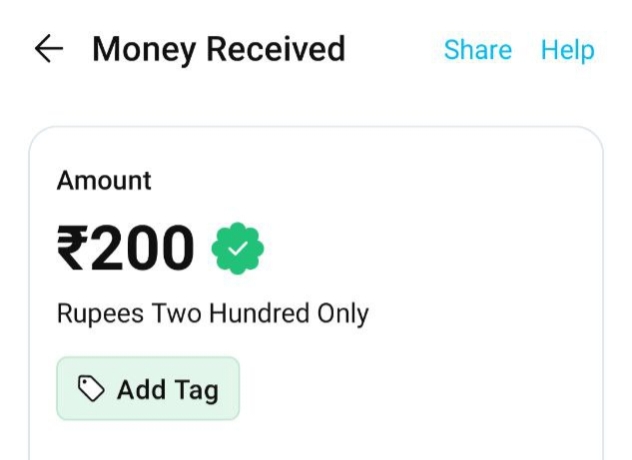 Money Received Share Help
Amount
₹200
Rupees Two Hundred Only
Add Tag